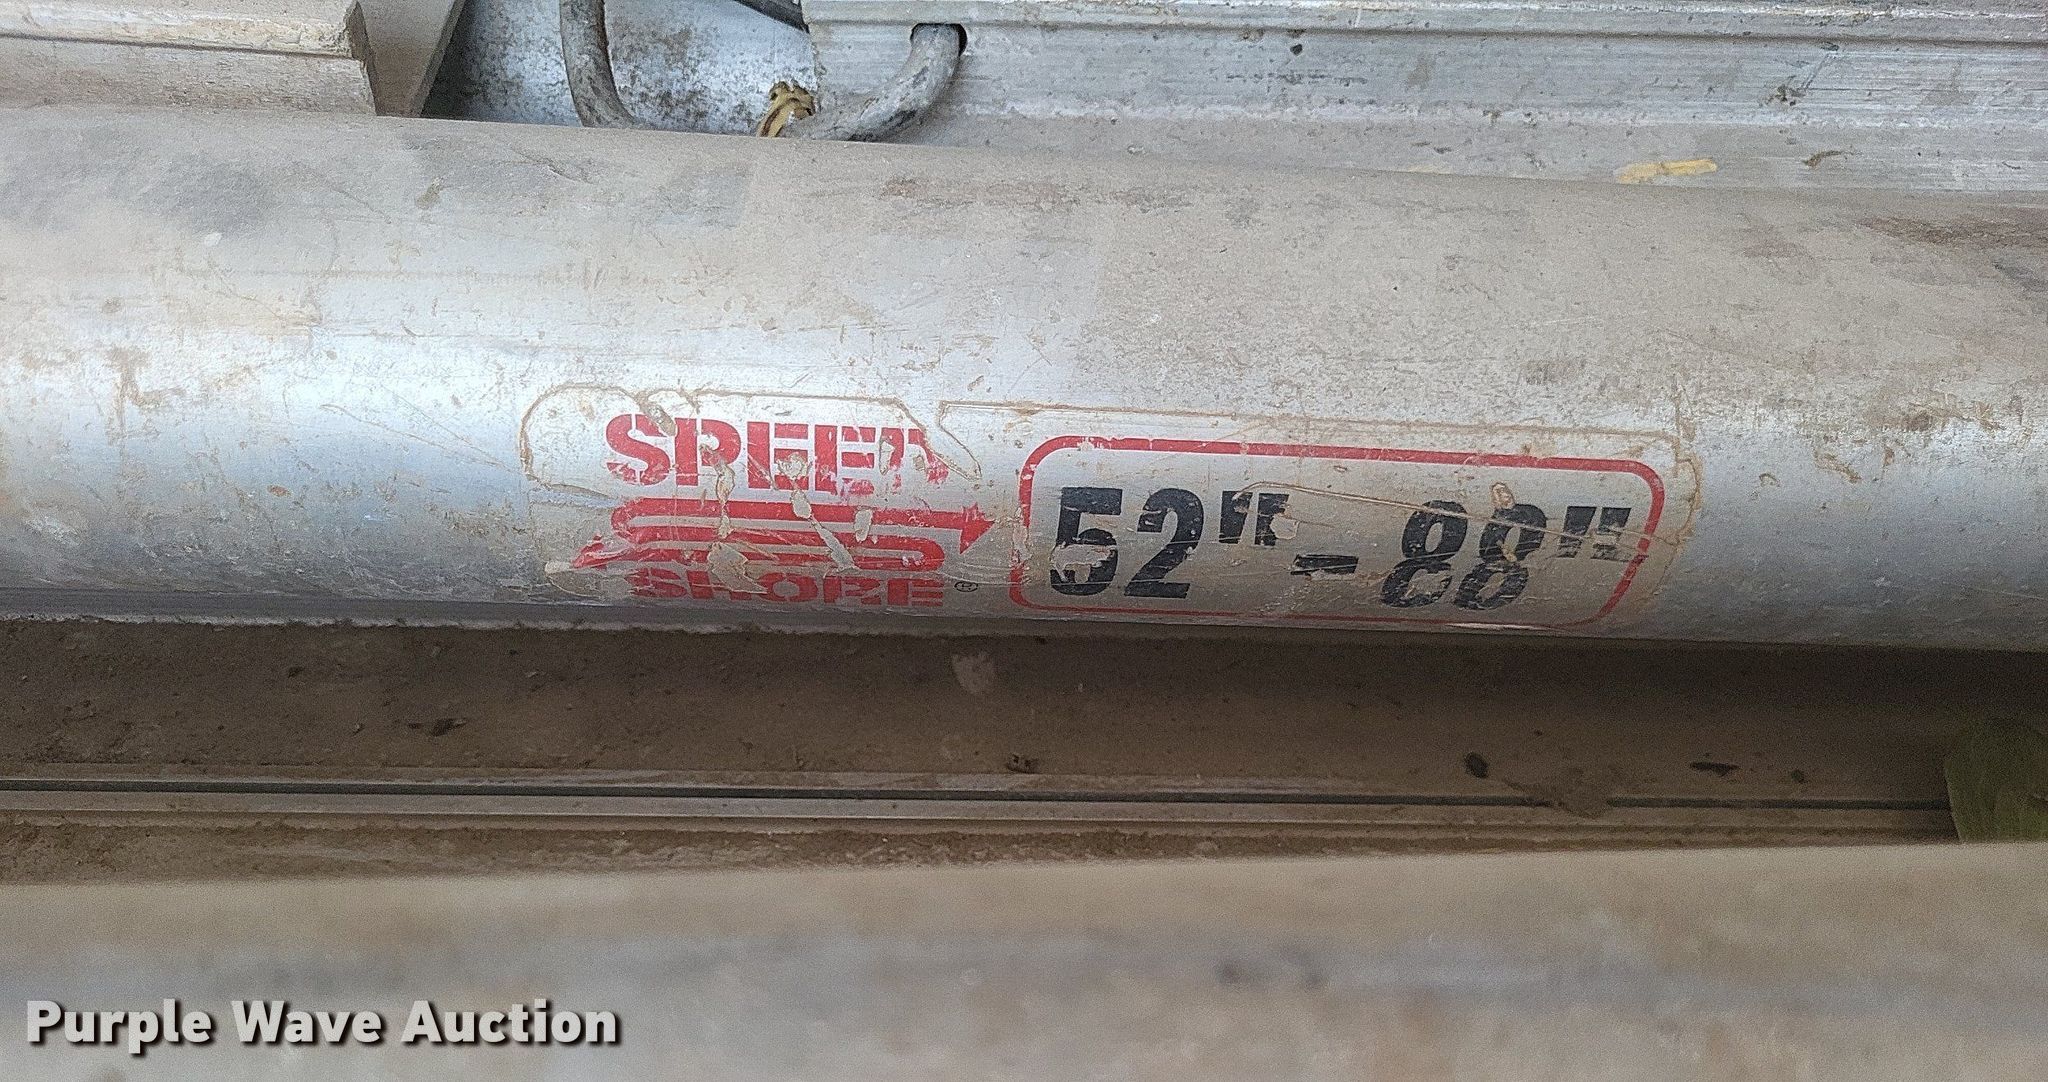 SPEED
SHORE®
52"-88"
Purple Wave Auction